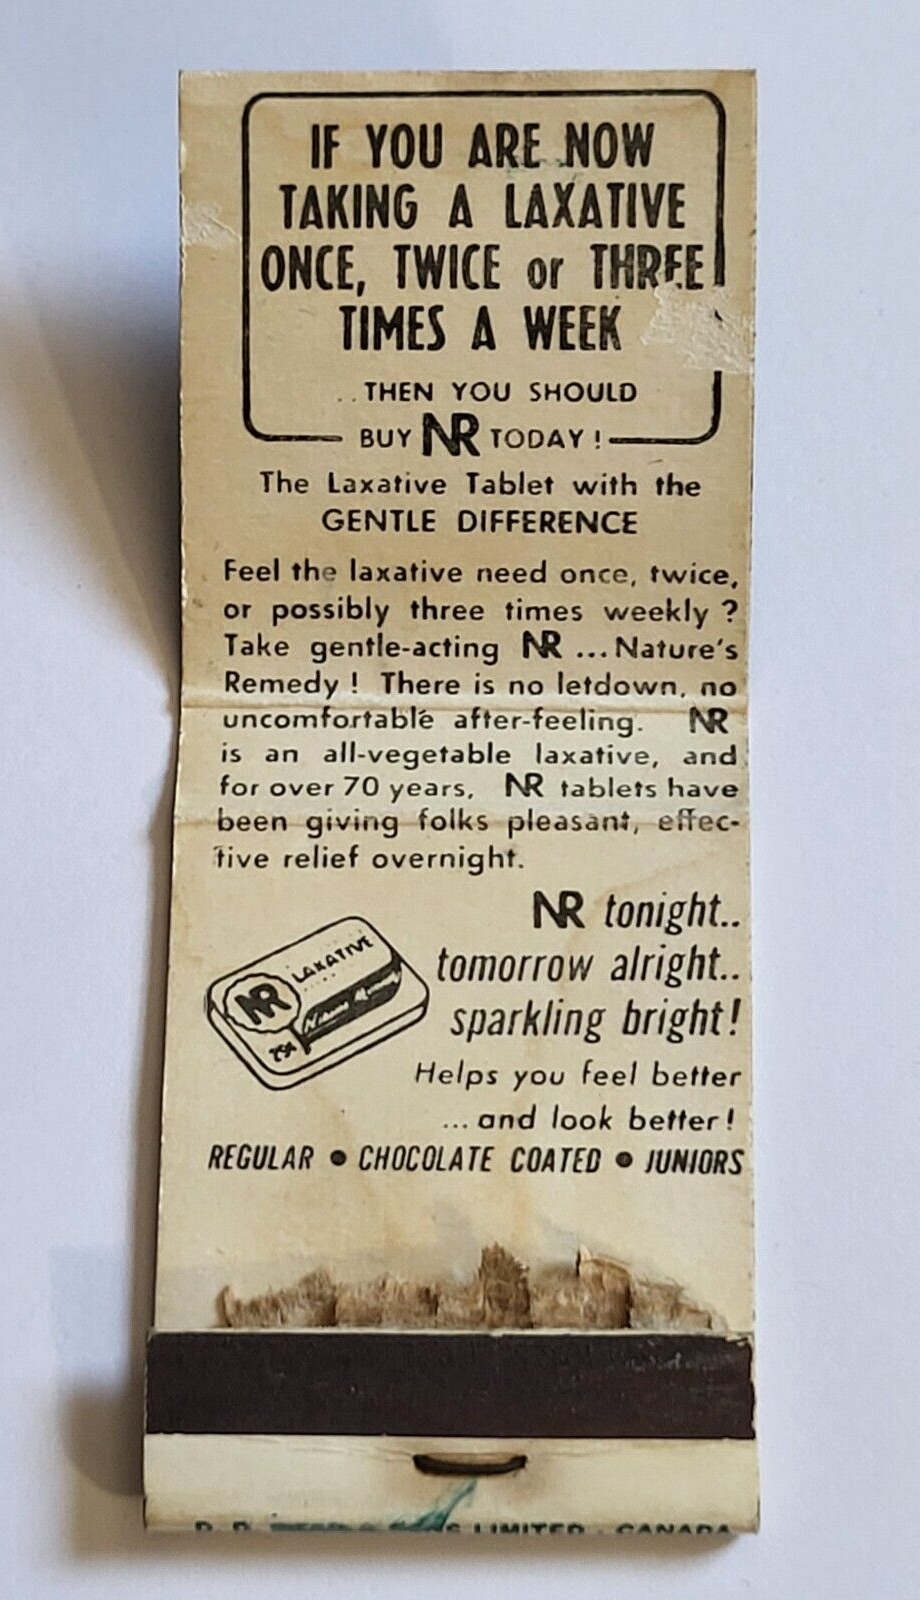 IF YOU ARE NOW
TAKING A LAXATIVE
ONCE, TWICE or THREE
TIMES A WEEK
..THEN YOU SHOULD
BUY NR TODAY!
The Laxative Tablet with the
GENTLE DIFFERENCE
Feel the laxative need once, twice,
or possibly three times weekly ?
Take gentle-acting NR ... Nature's
Remedy ! There is no letdown, no
uncomfortable after-feeling. NR
is an all-vegetable laxative, and
for over 70 years, NR tablets have
been giving folks pleasant, effec-
tive relief overnight.
NR tonight..
tomorrow alright..
sparkling bright!
Helps you feel better
... and look better!
REGULAR • CHOCOLATE COATED • JUNIORS
LAXATIVE
NR
25¢
LIMITED - CANADA